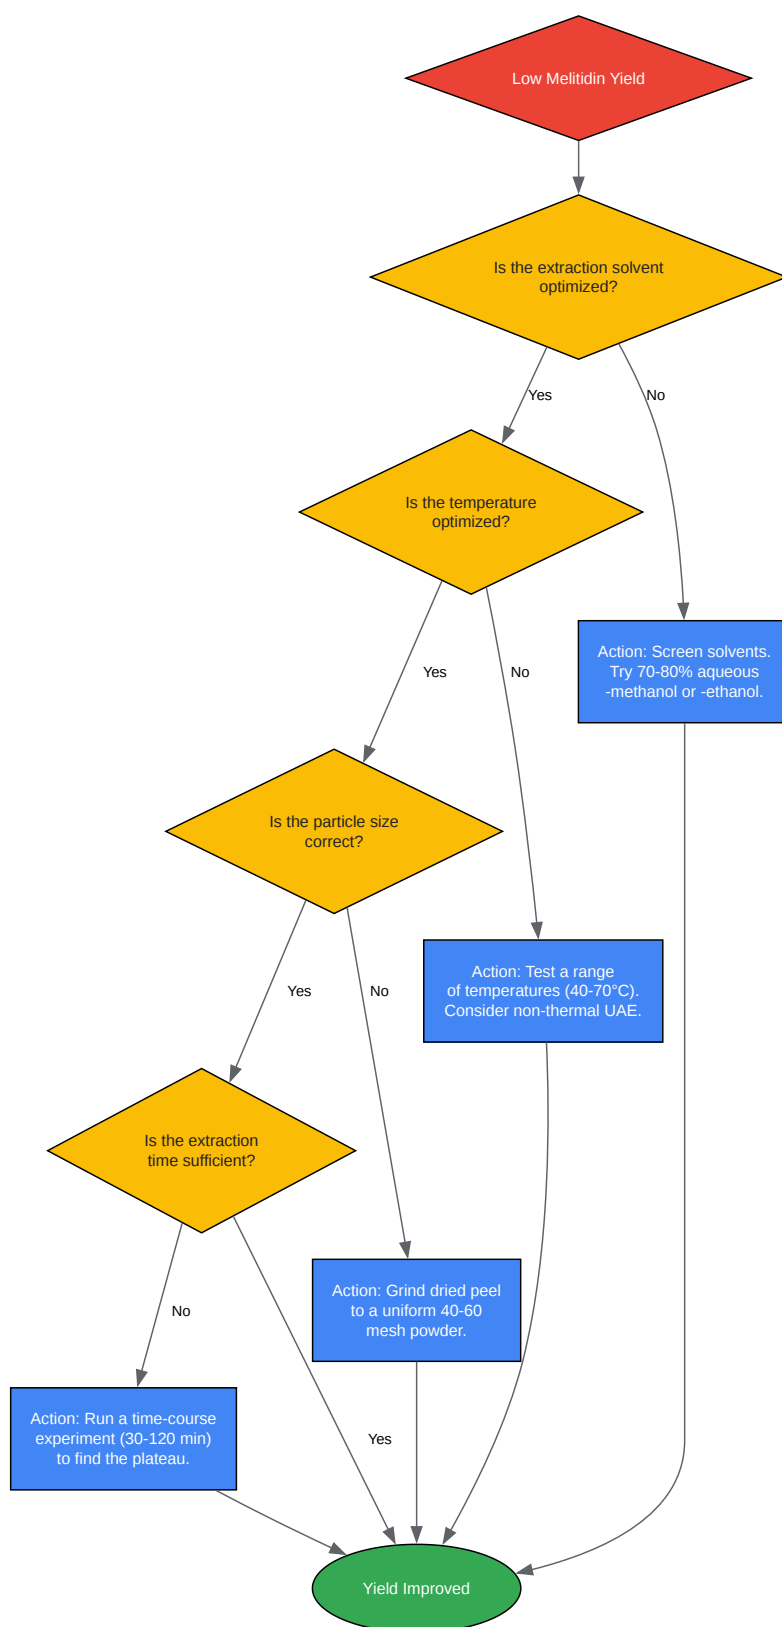 Low Melitidin Yield
Is the extraction solvent
optimized?
Yes
No
Is the temperature
optimized?
Action: Screen solvents.
Try 70-80% aqueous
-methanol or -ethanol.
Yes
No
Is the particle size
correct?
Action: Test a range
of temperatures (40-70°C).
Consider non-thermal UAE.
Yes
No
Is the extraction
time sufficient?
Action: Grind dried peel
to a uniform 40-60
mesh powder.
No
Yes
Action: Run a time-course
experiment (30-120 min)
to find the plateau.
Yield Improved